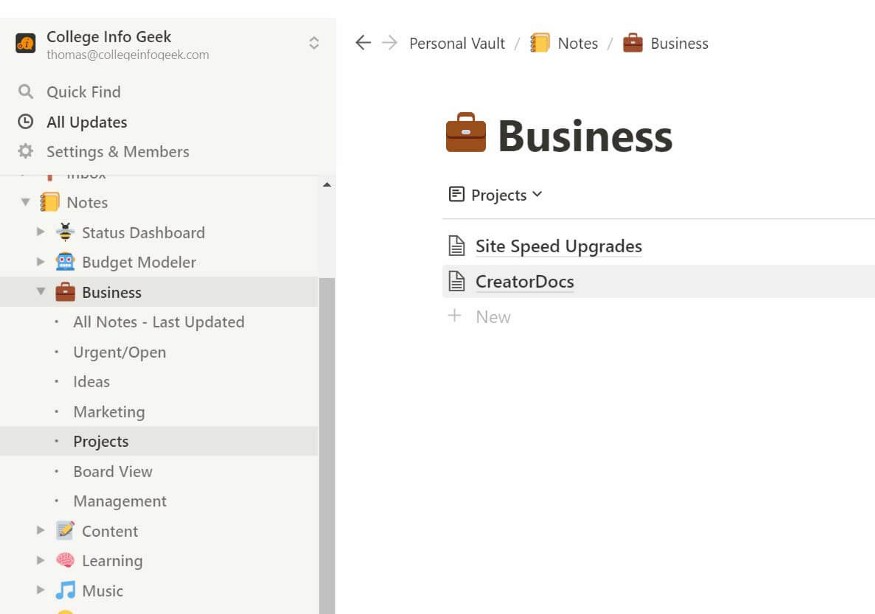 College Info Geek
thomas@collegeinfogeek.com
Quick Find
All Updates
Settings & Members
Inbox
Notes
Status Dashboard
Budget Modeler
Business
All Notes - Last Updated
Urgent/Open
Ideas
Marketing
Projects
Board View
Management
Content
Learning
Music
Personal Vault / Notes / Business
Business
Projects
Site Speed Upgrades
CreatorDocs
New